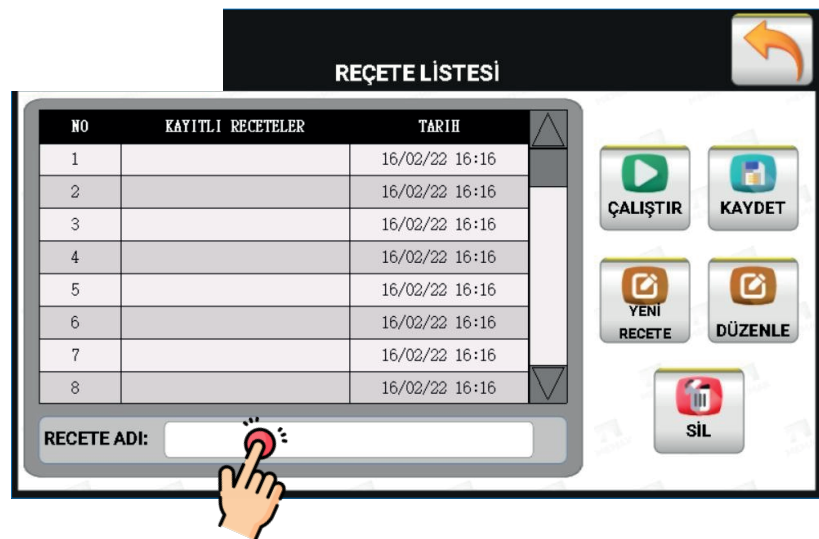 REÇETE LİSTESİ
NO KAYITLI RECETELER TARIH
1 16/02/22 16:16
2 16/02/22 16:16
3 16/02/22 16:16
4 16/02/22 16:16
5 16/02/22 16:16
6 16/02/22 16:16
7 16/02/22 16:16
8 16/02/22 16:16
RECETE ADI:
ÇALIŞTIR KAYDET
YENİ
RECETE DÜZENLE
SİL